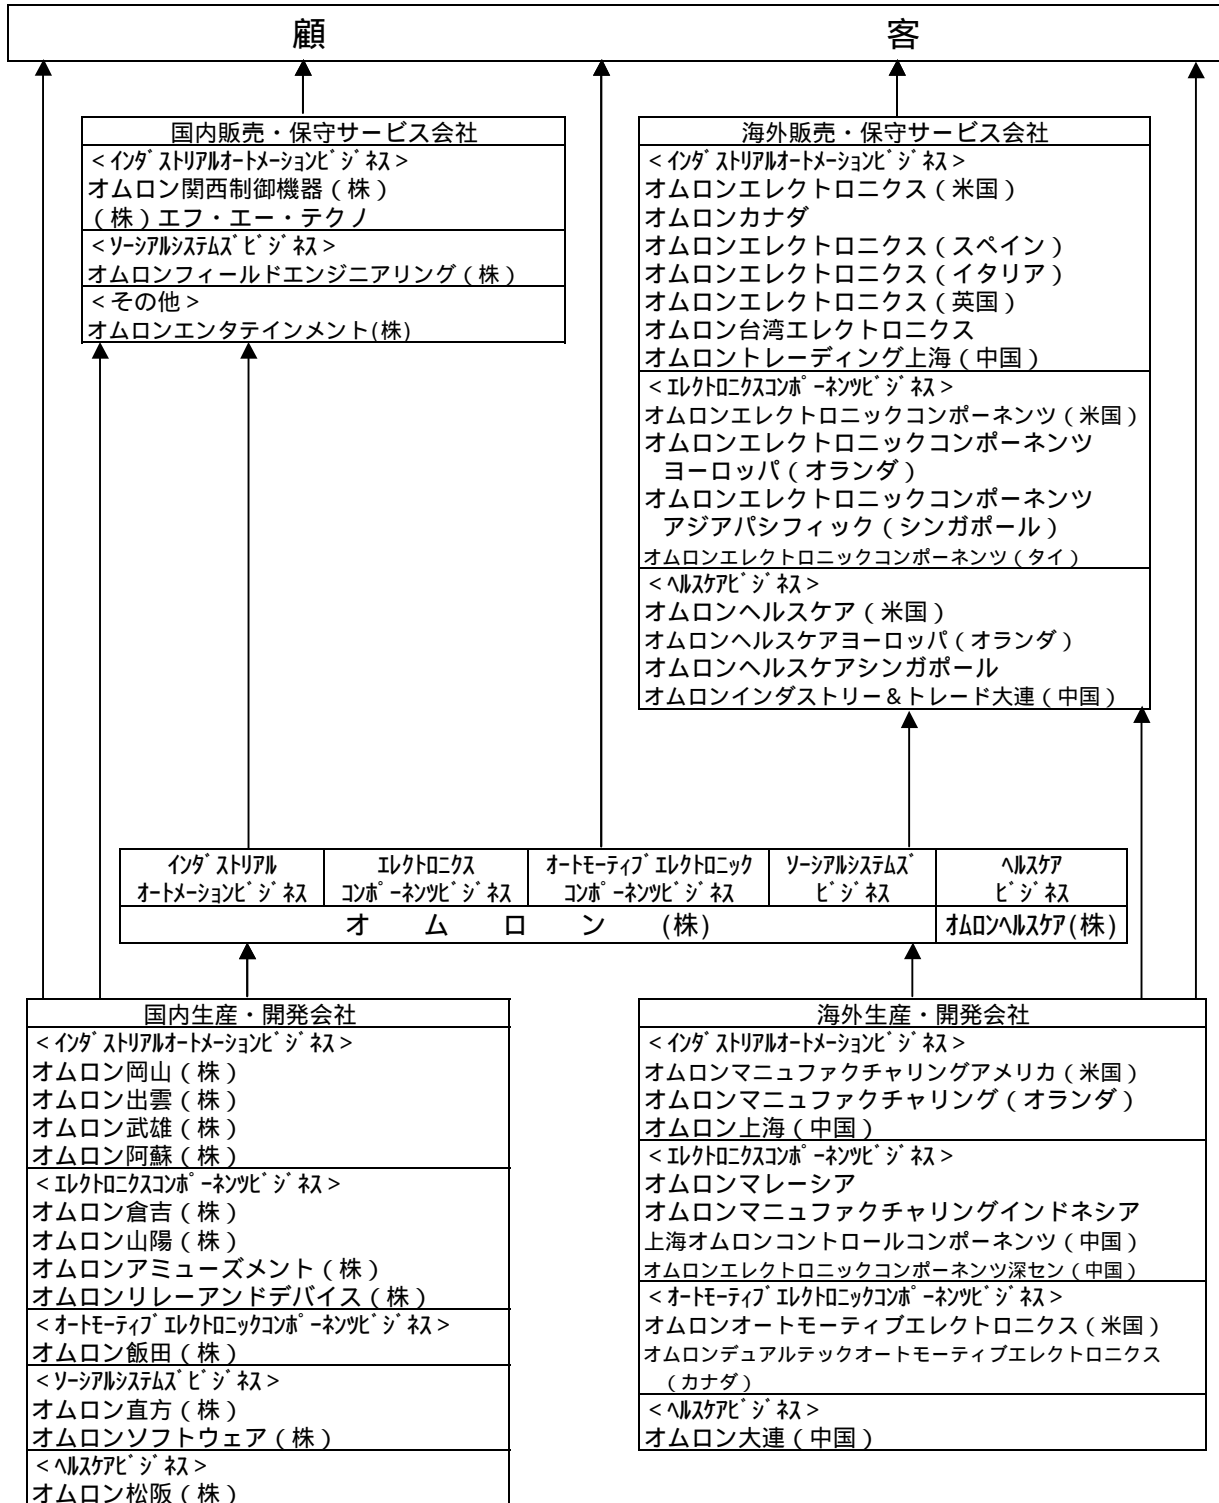 顧 客
国内販売・保守サービス会社
<インダストリアルオートメーションビジネス>
オムロン関西制御機器（株）
（株）エフ・エー・テクノ
<ソーシアルシステムズビジネス>
オムロンフィールドエンジニアリング（株）
<その他>
オムロンエンタテインメント(株)
海外販売・保守サービス会社
<インダストリアルオートメーションビジネス>
オムロンエレクトロニクス（米国）
オムロンカナダ
オムロンエレクトロニクス（スペイン）
オムロンエレクトロニクス（イタリア）
オムロンエレクトロニクス（英国）
オムロン台湾エレクトロニクス
オムロントレーディング上海（中国）
<エレクトロニクスコンポーネンツビジネス>
オムロンエレクトロニックコンポーネンツ（米国）
オムロンエレクトロニックコンポーネンツ
ヨーロッパ（オランダ）
オムロンエレクトロニックコンポーネンツ
アジアパシフィック（シンガポール）
オムロンエレクトロニックコンポーネンツ（タイ）
<ヘルスケアビジネス>
オムロンヘルスケア（米国）
オムロンヘルスケアヨーロッパ（オランダ）
オムロンヘルスケアシンガポール
オムロンインダストリー＆トレード大連（中国）
インダストリアル
オートメーションビジネス
エレクトロニクス
コンポーネンツビジネス
オートモーティブエレクトロニック
コンポーネンツビジネス
ソーシアルシステムズ
ビジネス
ヘルスケア
ビジネス
オ ム ロ ン (株)
オムロンヘルスケア(株)
国内生産・開発会社
<インダストリアルオートメーションビジネス>
オムロン岡山（株）
オムロン出雲（株）
オムロン武雄（株）
オムロン阿蘇（株）
<エレクトロニクスコンポーネンツビジネス>
オムロン倉吉（株）
オムロン山陽（株）
オムロンアミューズメント（株）
オムロンリレーアンドデバイス（株）
<オートモーティブエレクトロニックコンポーネンツビジネス>
オムロン飯田（株）
<ソーシアルシステムズビジネス>
オムロン直方（株）
オムロンソフトウェア（株）
<ヘルスケアビジネス>
オムロン松阪（株）
海外生産・開発会社
<インダストリアルオートメーションビジネス>
オムロンマニュファクチャリングアメリカ（米国）
オムロンマニュファクチャリング（オランダ）
オムロン上海（中国）
<エレクトロニクスコンポーネンツビジネス>
オムロンマレーシア
オムロンマニュファクチャリングインドネシア
上海オムロンコントロールコンポーネンツ（中国）
オムロンエレクトロニックコンポーネンツ深セン（中国）
<オートモーティブエレクトロニックコンポーネンツビジネス>
オムロンオートモーティブエレクトロニクス（米国）
オムロンデュアルテックオートモーティブエレクトロニクス
（カナダ）
<ヘルスケアビジネス>
オムロン大連（中国）